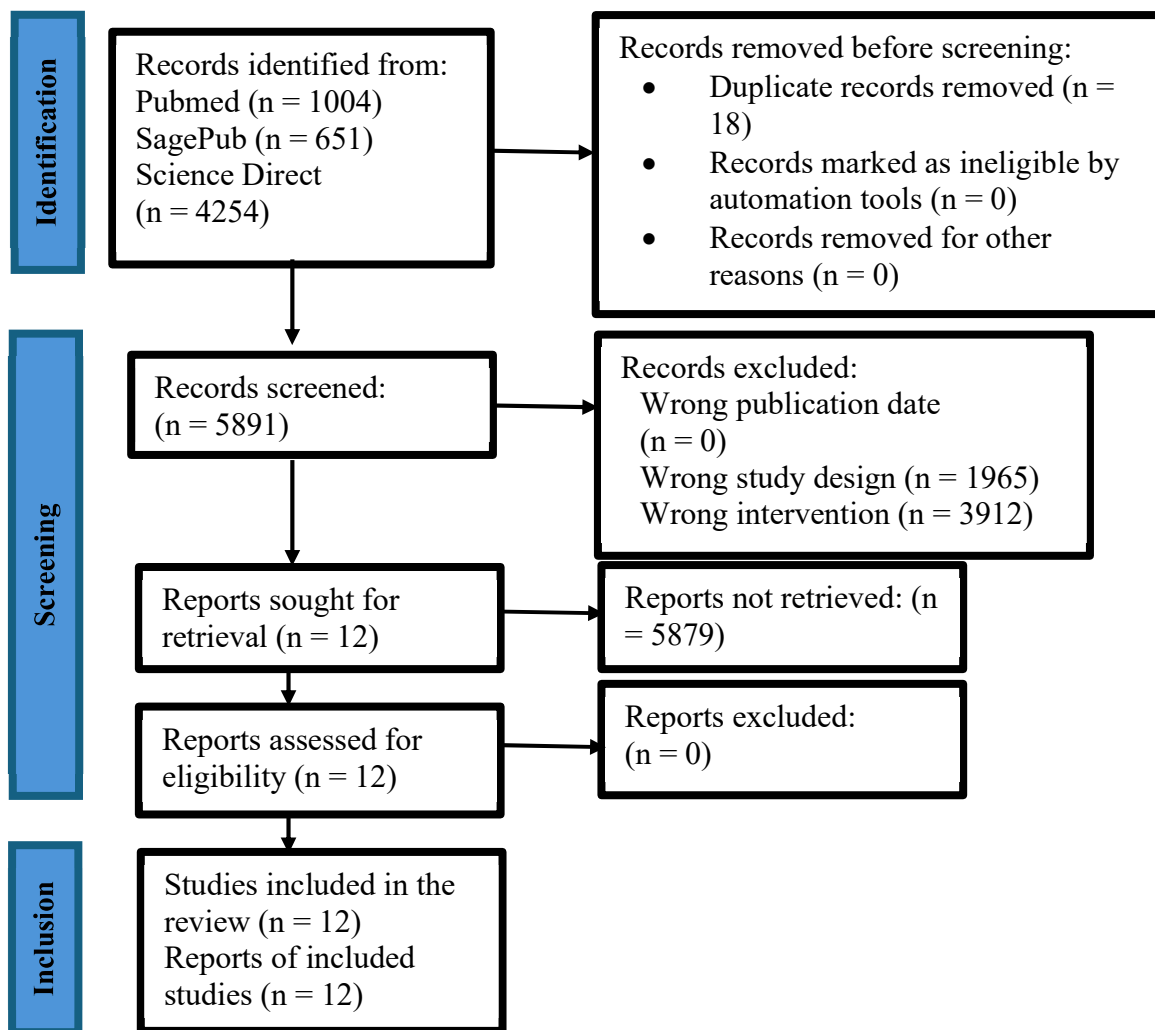 Identification
Records identified from:
Pubmed (n = 1004)
SagePub (n = 651)
Science Direct
(n = 4254)
Records removed before screening:
• Duplicate records removed (n =
18)
• Records marked as ineligible by
automation tools (n = 0)
• Records removed for other
reasons (n = 0)
Screening
Records screened:
(n = 5891)
Records excluded:
Wrong publication date
(n = 0)
Wrong study design (n = 1965)
Wrong intervention (n = 3912)
Reports sought for
retrieval (n = 12)
Reports not retrieved: (n
= 5879)
Reports assessed for
eligibility (n = 12)
Reports excluded:
(n = 0)
Inclusion
Studies included in the
review (n = 12)
Reports of included
studies (n = 12)